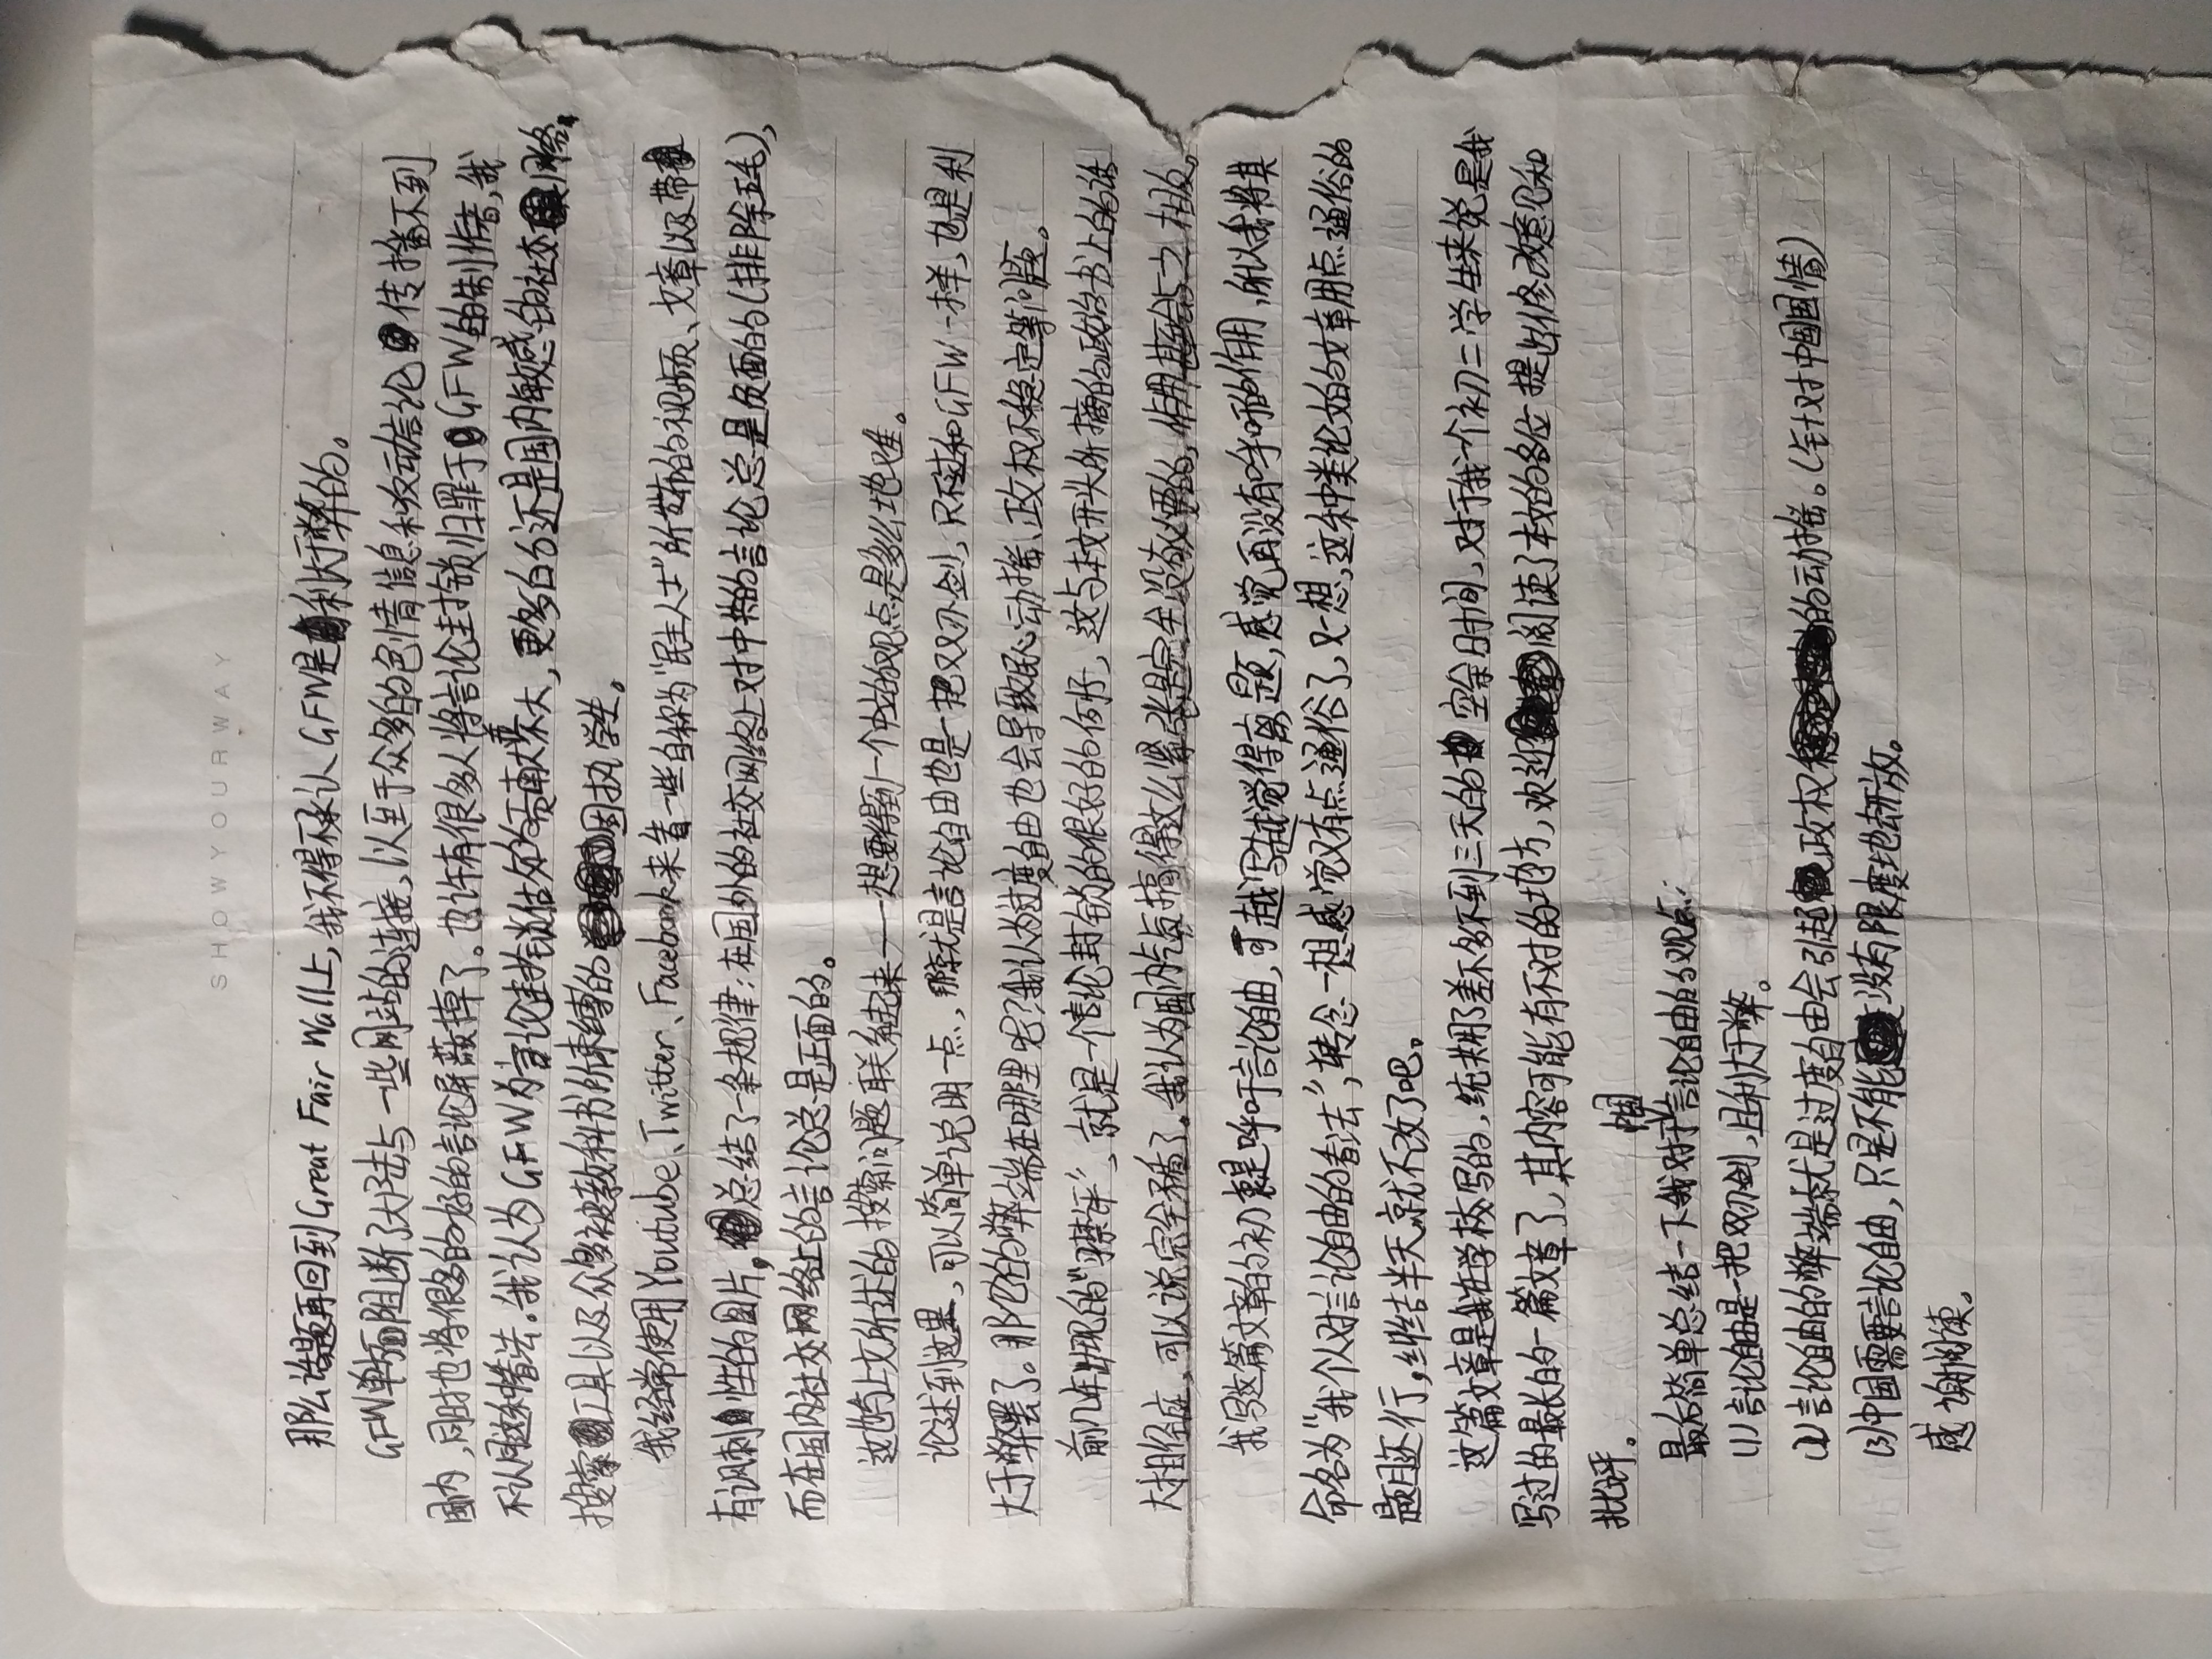 SHOWYOURWAY
那么话题再回到Great Fair Wall上,我不得不承认GFW是利大于弊的。
GFW单方面阻断了大陆与一些网站的连接,以至于众多的色情信息和反动言论传播不到
国内,同时也将很多的好的言论屏蔽掉了。也许有很多人将言论封锁归罪于GFW的制作者,我
不认同这种看法。我认为GFW为言论封锁做的贡献并不大,更多的还是国内敏感的社交网络、
搜索工具以及众多被教科书所束缚的固执学生。
我经常使用Youtube、Twitter、Facebook来看一些自称为“民主人士”所发布的视频、文章以及带
有讽刺性的图片,总结了一条规律:在国外的社交网络上对中共的言论总是负面的(排除五毛),
而在国内社交网络上的言论总是正面的。
这也与上文所述的搜索问题联系起来——想要得到一个中立的观点是多么地难。
论述到这里,可以简单说明一点,那就是言论自由也是一把双刃剑,只不过和GFW一样,也是利
大于弊罢了。那它的弊端在哪里呢?我认为过度自由也会导致民心动摇、政权不稳定等问题。
前几年出现的“习禁评”,就是一个言论封锁的很好的例子,这与本文开头所摘的政治书上的话
大相径庭,可以说完全矛盾了。我认为国内气氛搞得这么紧张是完全没有必要的,作用甚至会与之相反。
我写这篇文章的初衷是呼吁言论自由,可越写越觉得离题,感觉再没有呼吁的作用,所以我将其
命名为“我个人对言论自由的看法”,转念一想感觉又有点通俗了,又一想,这种类论文的文章用点通俗的
题目还行,纠结半天就不改了吧。
这篇文章是我在学校写的,统共用了差不多不到三天的空余时间,对于我一个初二学生来说是我
写过的最长的一篇文章了,其内容可能有不对的地方,欢迎阅读了本文的各位提出修改意见和
批评。
最后简单总结一下我对于中国言论自由的观点:
(1)言论自由是一把双刃剑,且利大于弊。
(2)言论自由的弊端就是过度自由会引起政权的动摇。(针对中国国情)
(3)中国需要言论自由,只是不能没有限度地去开放。
感谢阅读。